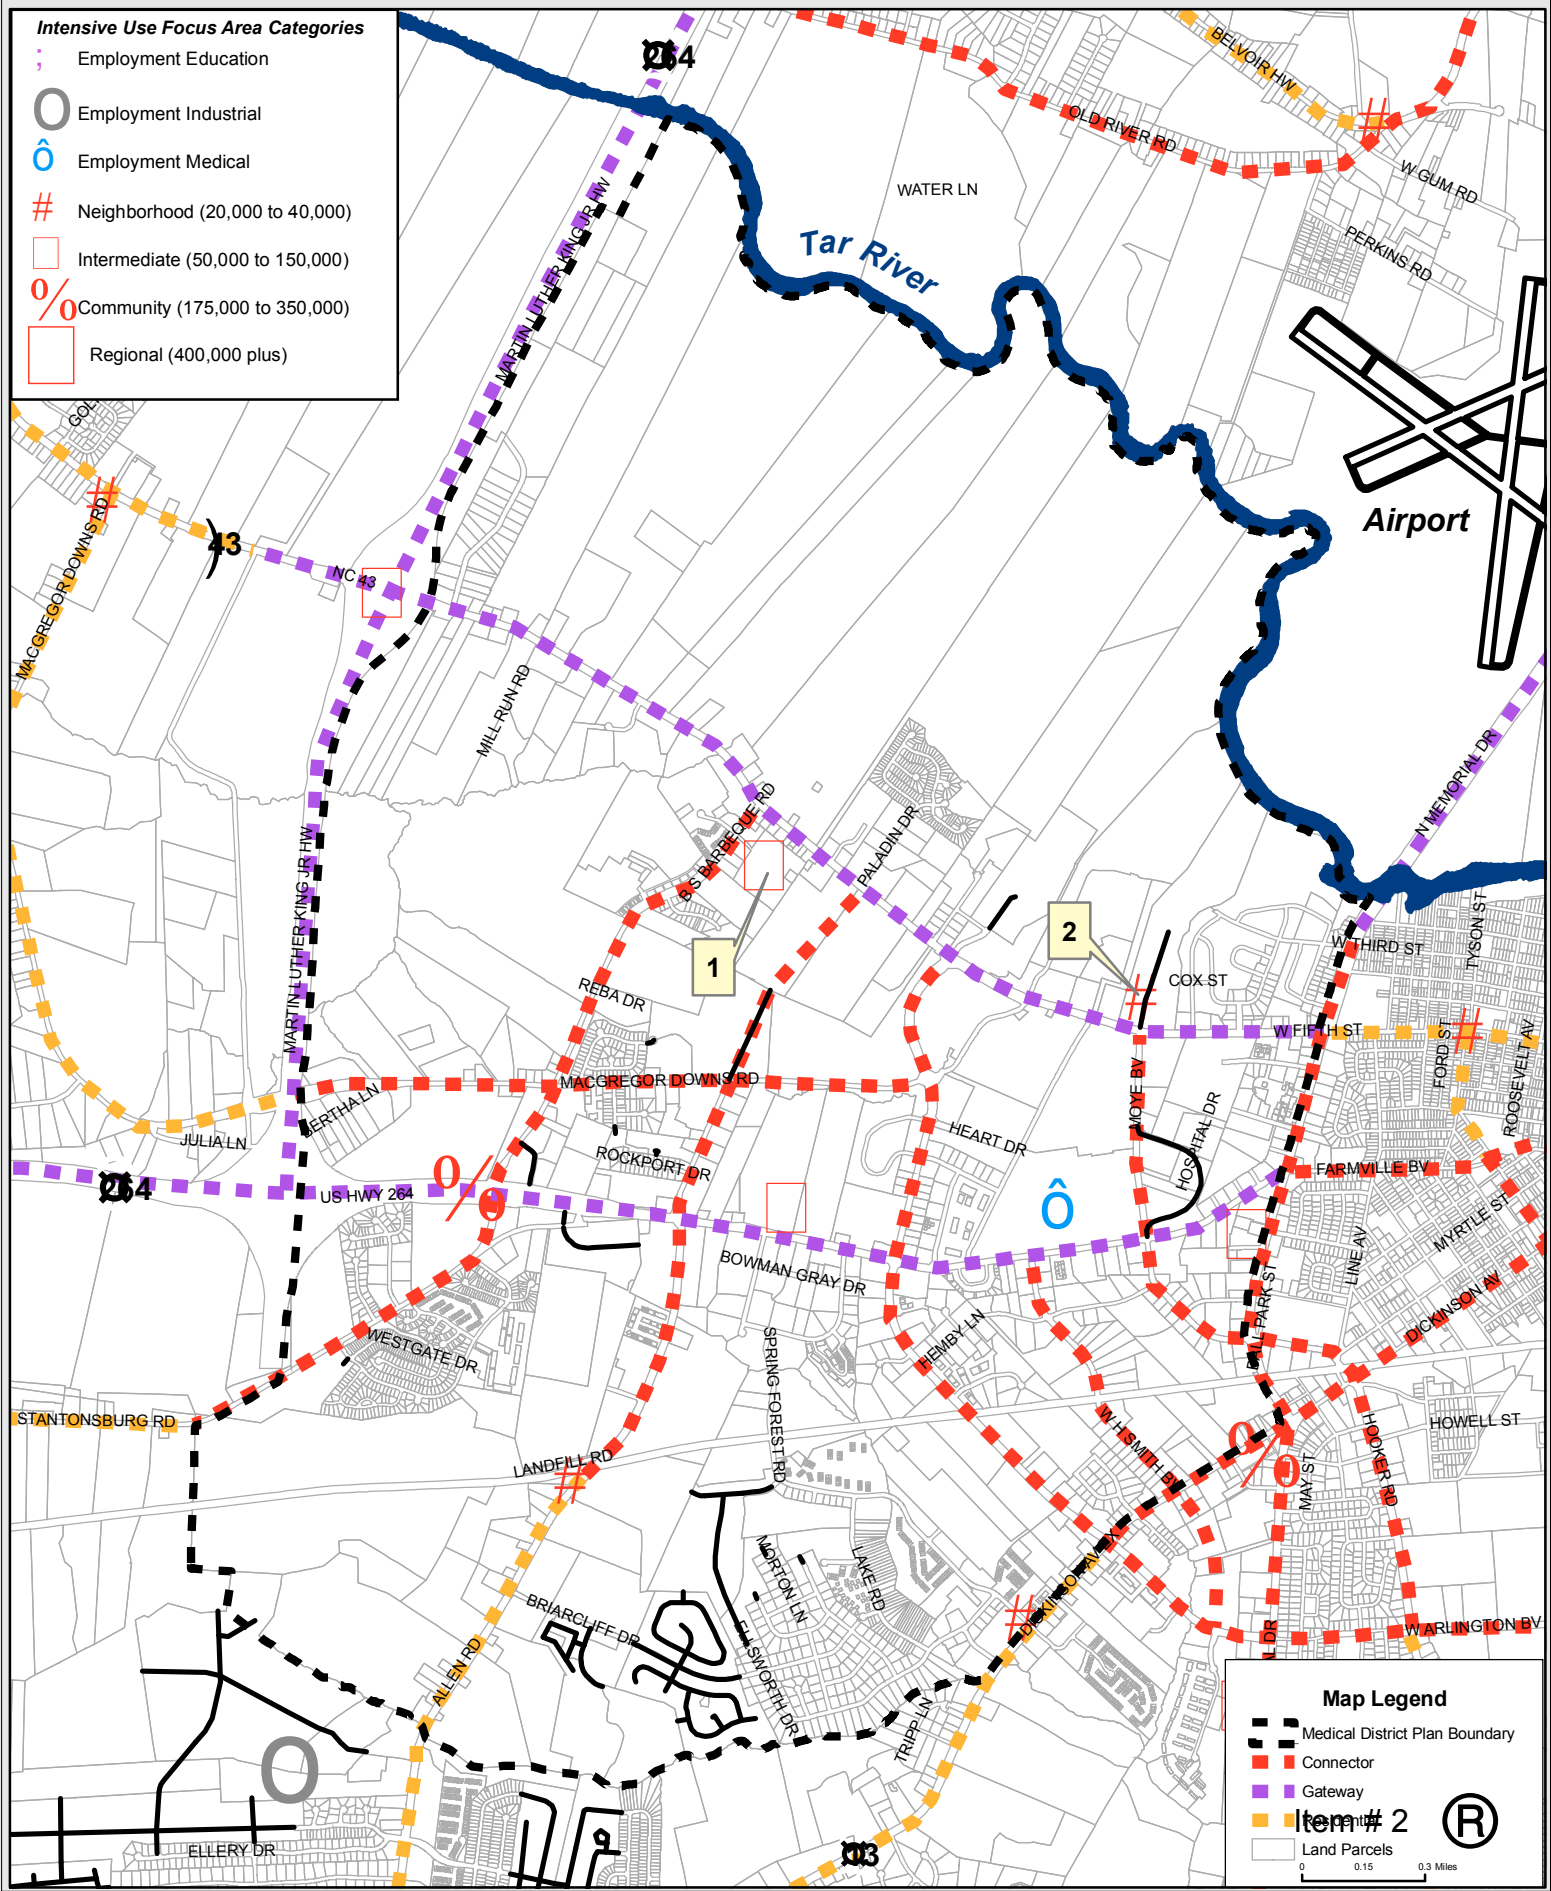 Intensive Use Focus Area Categories
; Employment Education
O Employment Industrial
Ô Employment Medical
# Neighborhood (20,000 to 40,000)
Intermediate (50,000 to 150,000)
% Community (175,000 to 350,000)
Regional (400,000 plus)
264
BELVOIR HW
#
OLD RIVER RD
W GUM RD
WATER LN
PERKINS RD
Tar River
MARTIN LUTHER KING JR HW
Airport
#
MACGREGOR DOWNS RD
43
NC 43
MILL RUN RD
N MEMORIAL DR
B S BARBEQUE RD
PALADIN DR
MARTIN LUTHER KING JR HW
1
2
#
W THIRD ST
TYSON ST
COX ST
REBA DR
W FIFTH ST
#
FORD ST
ROOSEVELT AV
MACGREGOR DOWNS RD
BERTHA LN
MOYE BV
JULIA LN
HEART DR
HOSPITAL DR
ROCKPORT DR
FARMVILLE BV
264
US HWY 264
%
Ô
MYRTLE ST
LINE AV
BOWMAN GRAY DR
HEMBY LN
DICKINSON AV
WESTGATE DR
SPRING FOREST RD
STANTONSBURG RD
W H SMITH BV
HOOKER RD
HOWELL ST
%
MAY ST
LANDFILL RD
#
MORTON LN
LAKE RD
BRIARCLIFF DR
ELLSWORTH DR
#
W ARLINGTON BV
ALLEN RD
TRIPP LN
O
ELLERY DR
13
Map Legend
Medical District Plan Boundary
Connector
Gateway
Item # 2
®
Land Parcels
0 0.15 0.3 Miles